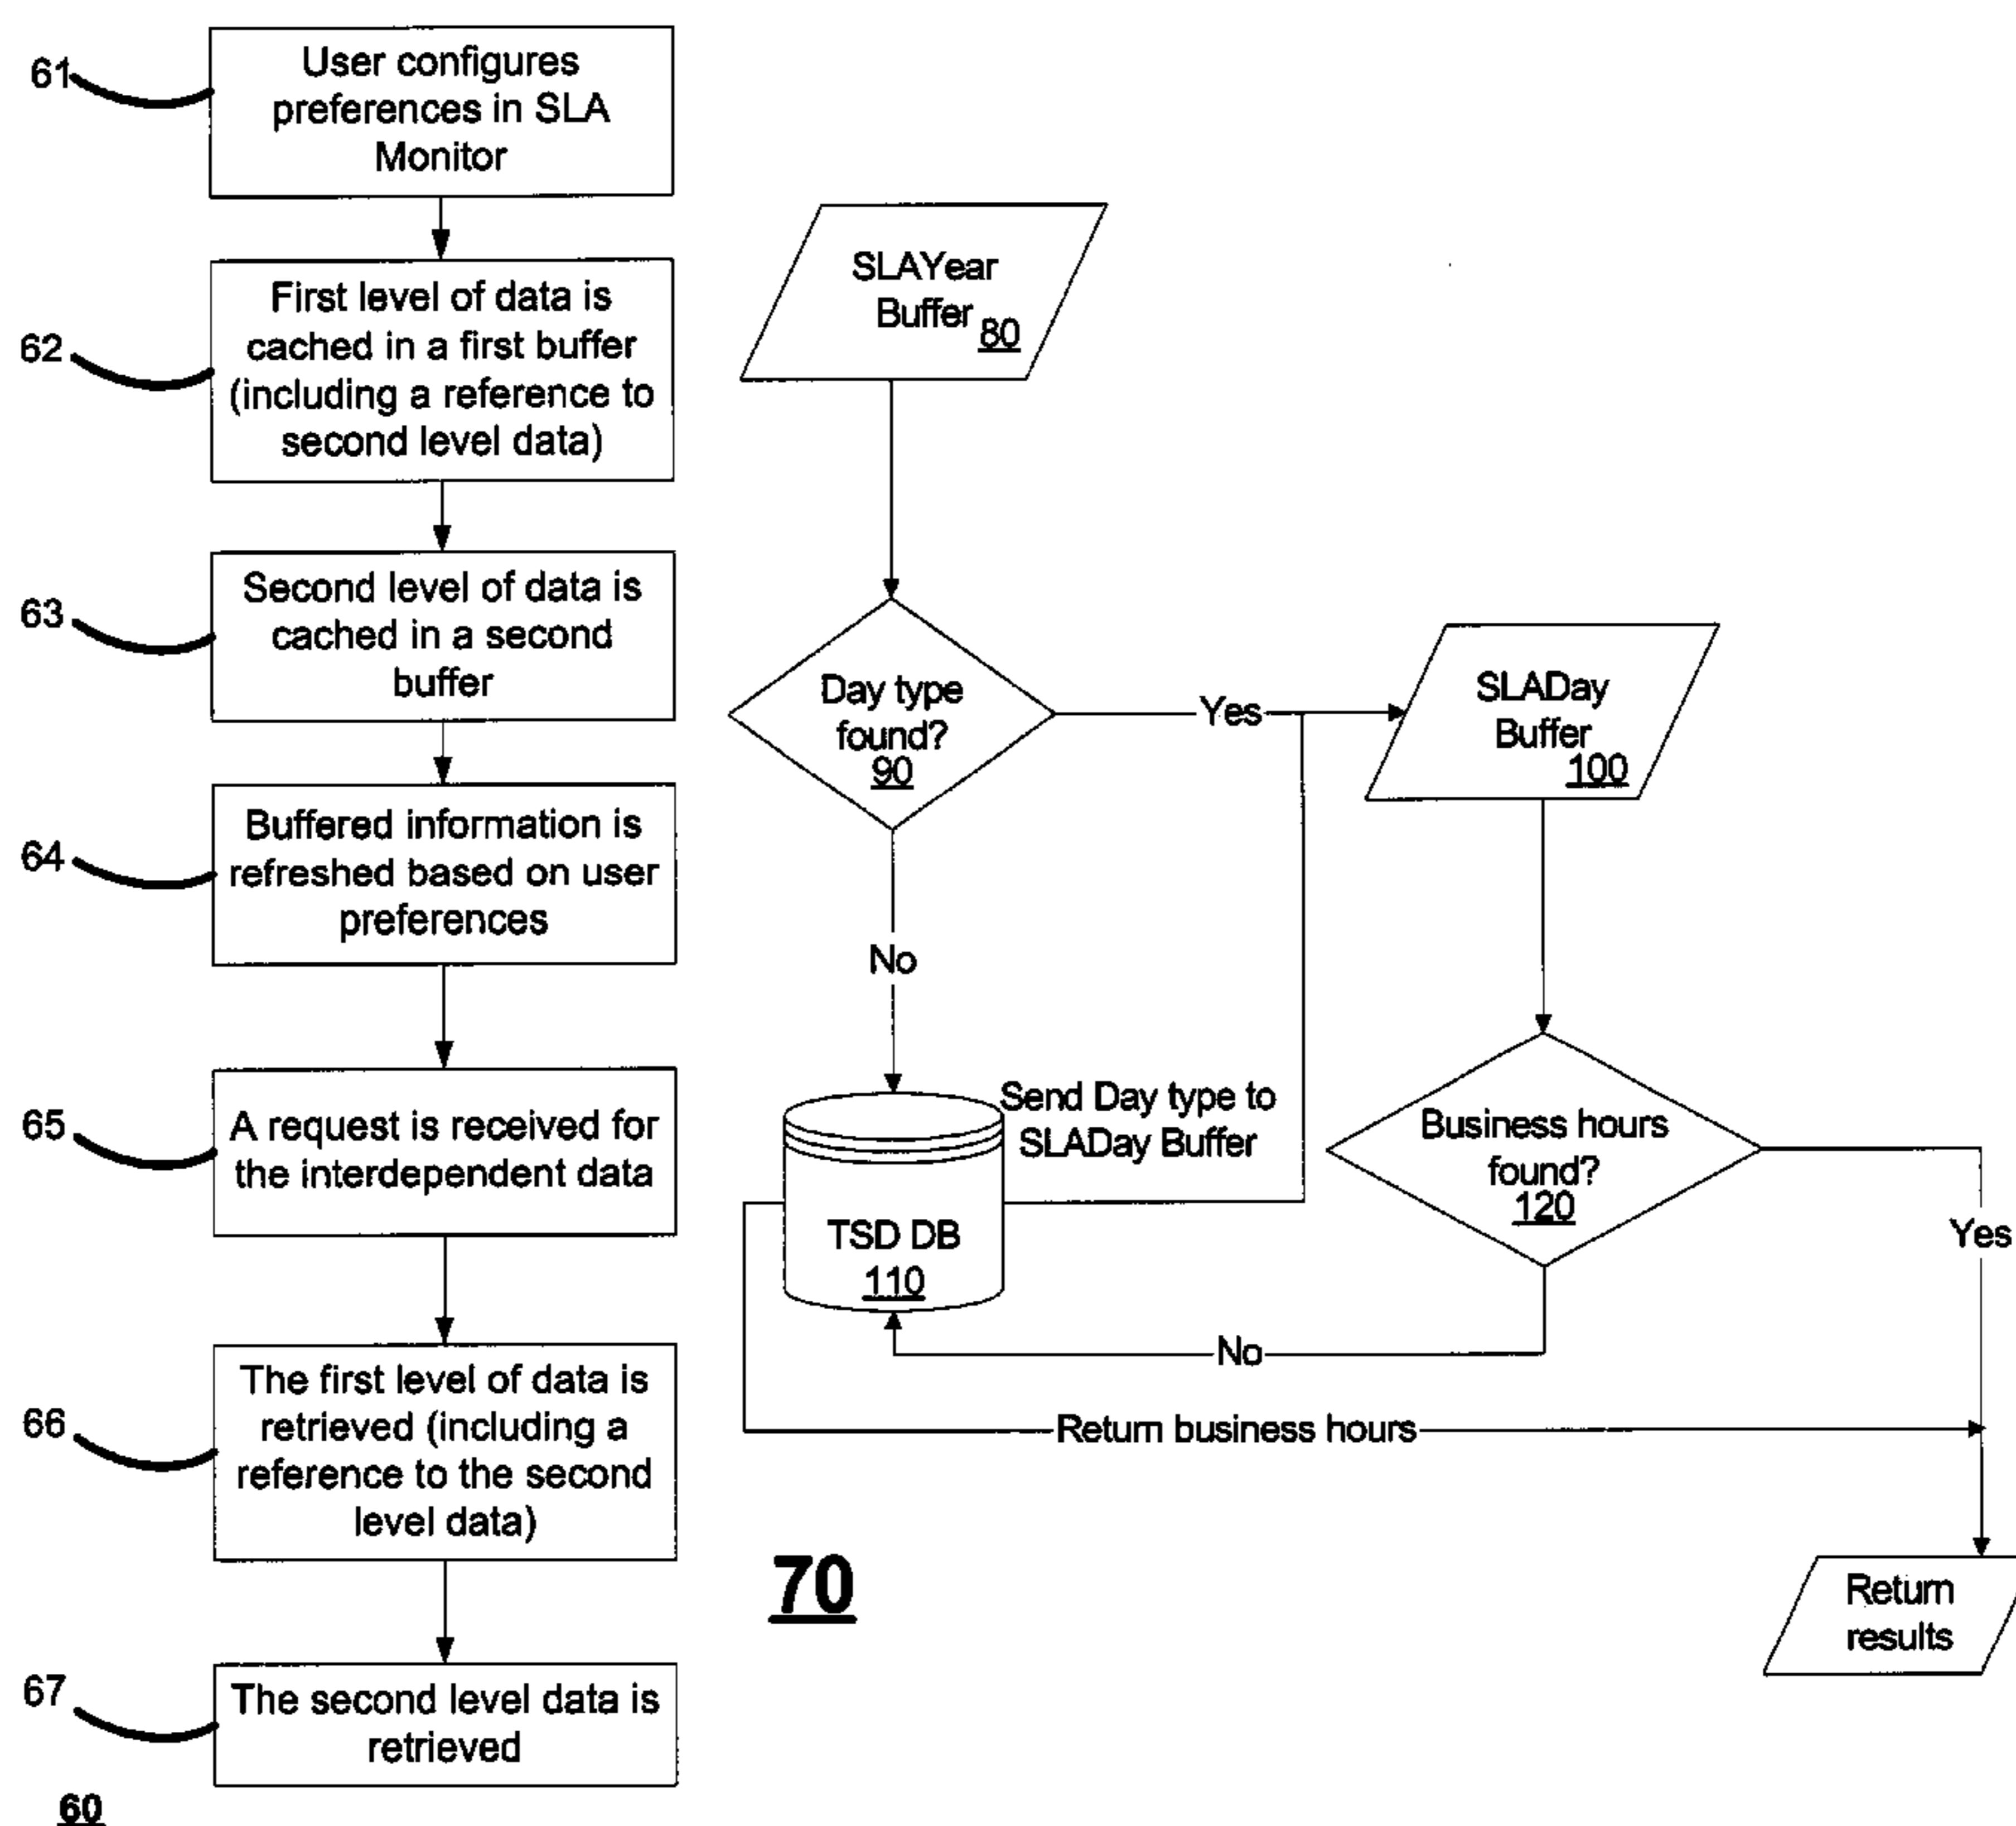 61
User configures
preferences in SLA
Monitor
62
First level of data is
cached in a first buffer
(including a reference to
second level data)
63
Second level of data is
cached in a second
buffer
64
Buffered information is
refreshed based on user
preferences
65
A request is received for
the interdependent data
66
The first level of data is
retrieved (including a
reference to the second
level data)
67
The second level data is
retrieved
60
SLAYear
Buffer
80
Day type
found?
90
Yes
No
SLADay
Buffer
100
Send Day type to
SLADay Buffer
TSD DB
110
Business hours
found?
120
Yes
No
Return business hours
Return
results
70